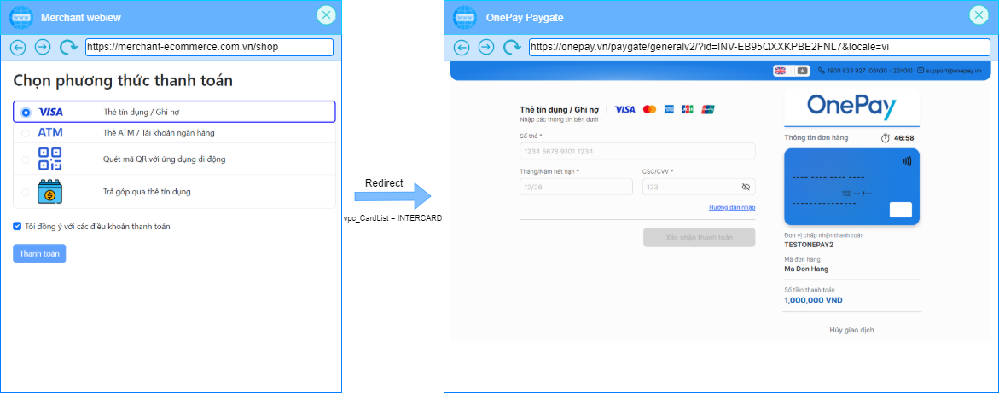 Merchant webiew
https://merchant-ecommerce.com.vn/shop
Chọn phương thức thanh toán
VISA Thẻ tín dụng / Ghi nợ
ATM Thẻ ATM / Tài khoản ngân hàng
Quét mã QR với ứng dụng di động
Trả góp qua thẻ tín dụng
Tôi đồng ý với các điều khoản thanh toán
Thanh toán
Redirect
vpc_CardList = INTERCARD
OnePay Paygate
https://onepay.vn/paygate/generalv2/?id=INV-EB95QXXKPBE2FNL7&locale=vi
1900 633 927 (06h30 - 22h00) support@onepay.vn
Thẻ tín dụng / Ghi nợ VISA
Nhập các thông tin bên dưới
Số thẻ *
1234 5678 9101 1234
Tháng/Năm hết hạn * CSC/CVV *
12/26 123
Hướng dẫn nhập
Xác nhận thanh toán
OnePay
Thông tin đơn hàng 46:58
Đơn vị chấp nhận thanh toán
TESTONEPAY2
Mã đơn hàng
Ma Don Hang
Số tiền thanh toán
1,000,000 VND
Hủy giao dịch